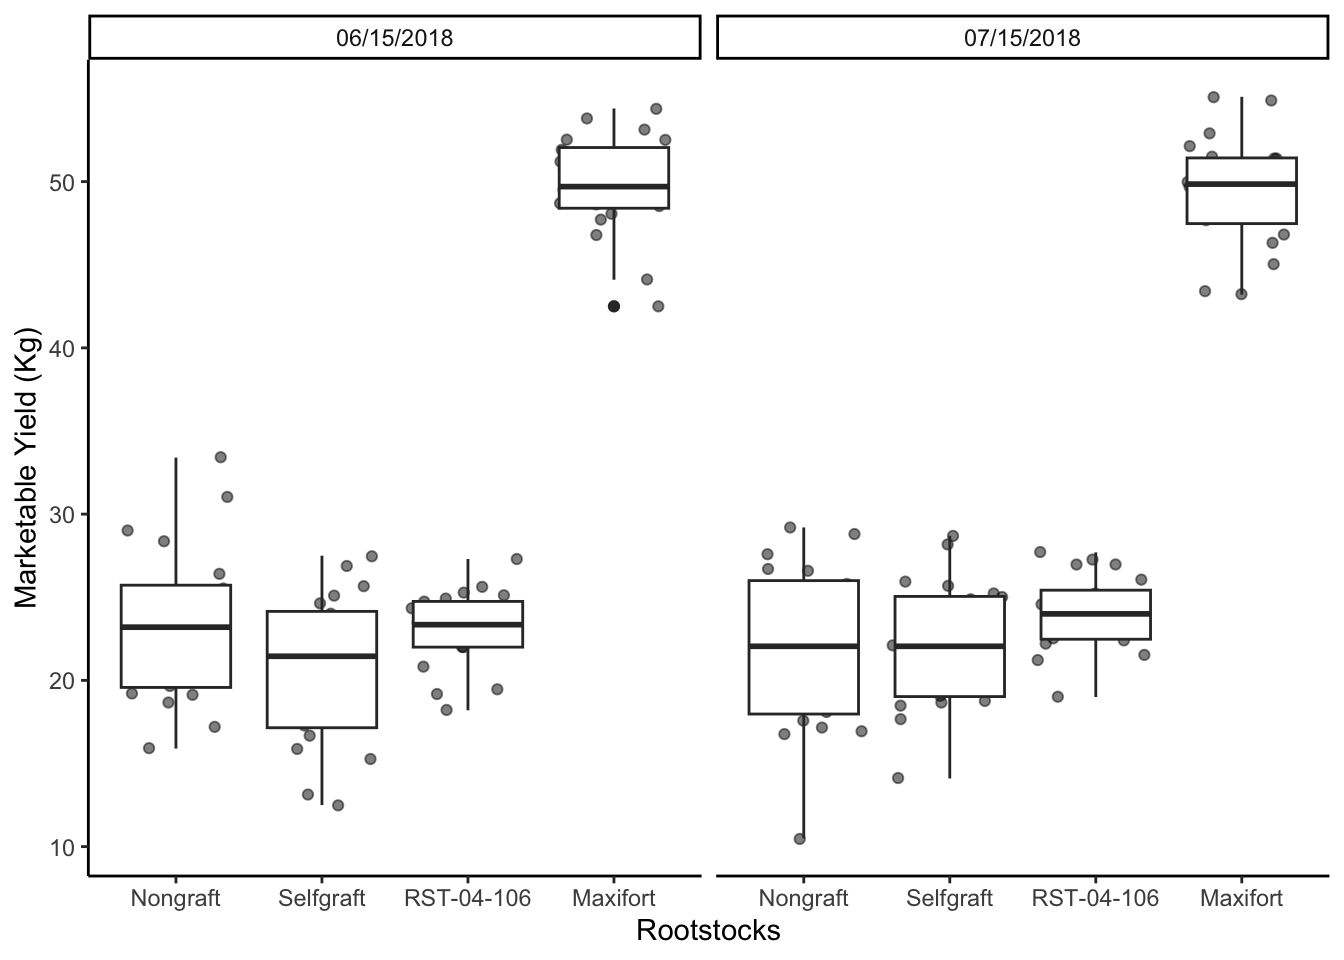 06/15/2018
07/15/2018
Marketable Yield (Kg)
50
40
30
20
10
Nongraft Selfgraft RST-04-106 Maxifort
Nongraft Selfgraft RST-04-106 Maxifort
Rootstocks